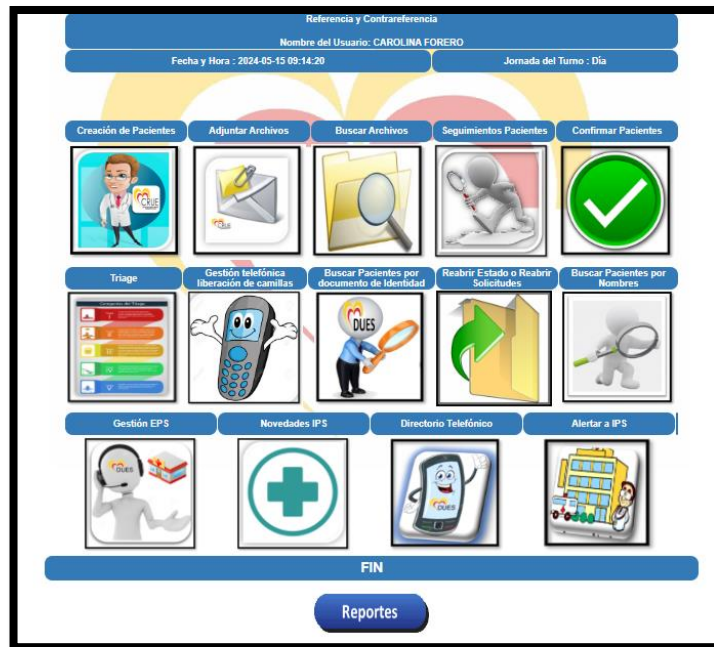 Referencia y Contrareferencia
Nombre del Usuario: CAROLINA FORERO
Fecha y Hora : 2024-05-15 09:14:20
Jornada del Turno : Día
Creación de Pacientes
Adjuntar Archivos
Buscar Archivos
Seguimientos Pacientes
Confirmar Pacientes
CRUE
CRUE
Triage
Gestión telefónica
liberación de camillas
Buscar Pacientes por
documento de Identidad
Reabrir Estado o Reabrir
Solicitudes
Buscar Pacientes por
Nombres
DUES
Gestión EPS
Novedades IPS
Directorio Telefónico
Alertar a IPS
DUES
DUES
FIN
Reportes